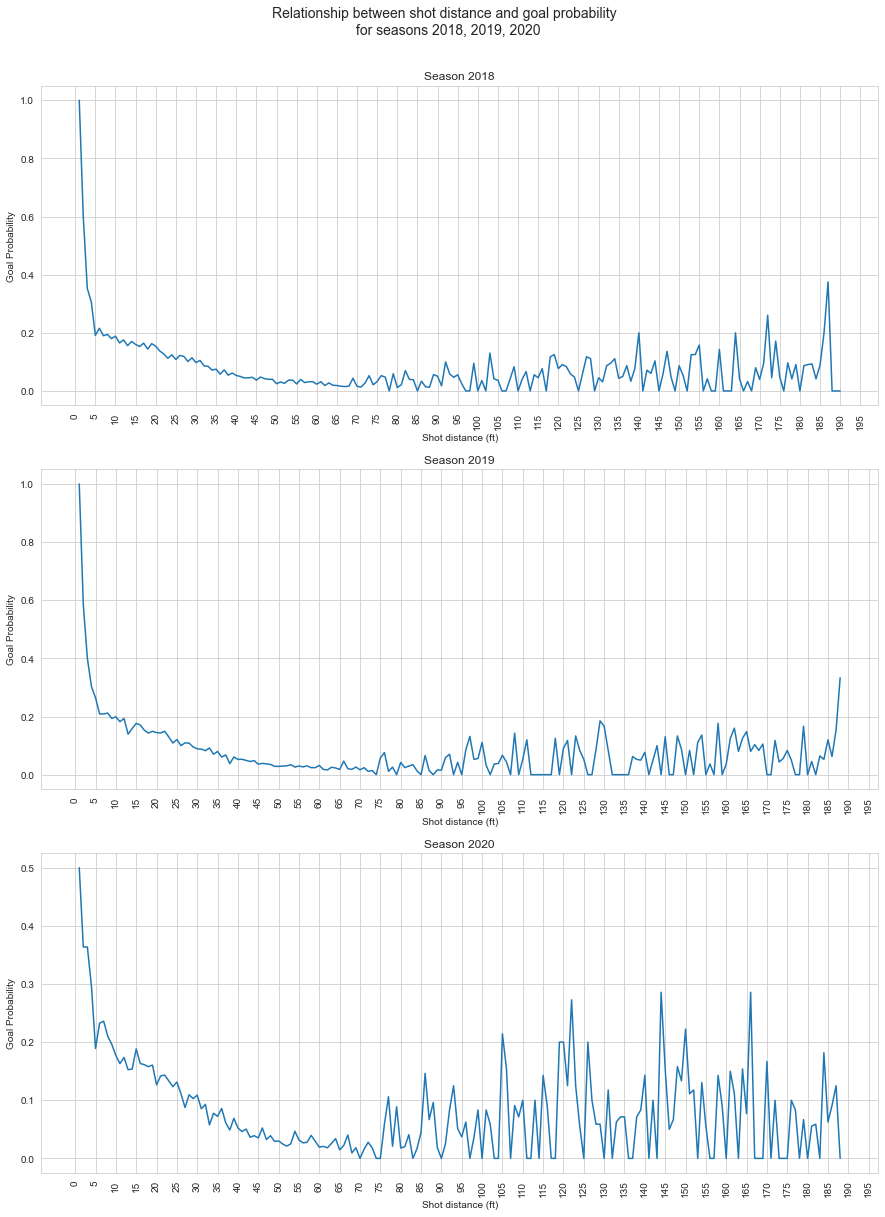 Relationship between shot distance and goal probability
for seasons 2018, 2019, 2020
Season 2018
Goal Probability
1.0
0.8
0.6
0.4
0.2
0.0
0 5 10 15 20 25 30 35 40 45 50 55 60 65 70 75 80 85 90 95 100 105 110 115 120 125 130 135 140 145 150 155 160 165 170 175 180 185 190 195
Shot distance (ft)
Season 2019
Goal Probability
1.0
0.8
0.6
0.4
0.2
0.0
0 5 10 15 20 25 30 35 40 45 50 55 60 65 70 75 80 85 90 95 100 105 110 115 120 125 130 135 140 145 150 155 160 165 170 175 180 185 190 195
Shot distance (ft)
Season 2020
Goal Probability
0.5
0.4
0.3
0.2
0.1
0.0
0 5 10 15 20 25 30 35 40 45 50 55 60 65 70 75 80 85 90 95 100 105 110 115 120 125 130 135 140 145 150 155 160 165 170 175 180 185 190 195
Shot distance (ft)